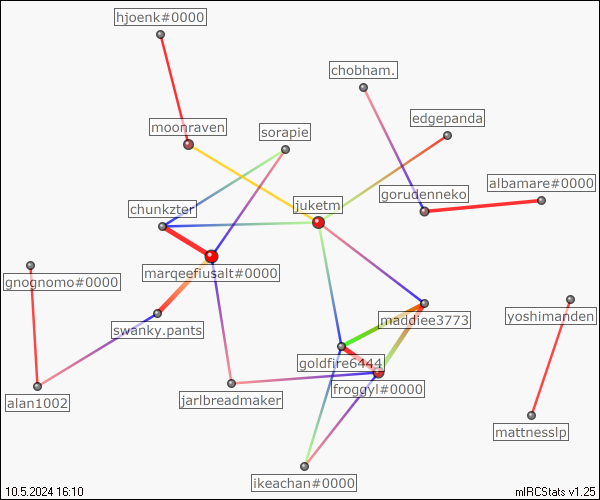 hjoenk#0000
chobham.
edgepanda
moonraven
sorapie
albamare#0000
gorudenneko
juketm
chunkzter
marqeefiusalt#0000
gnognomo#0000
yoshimanden
maddiee3773
swanky.pants
goldfire6444
froggyl#0000
jarlbreadmaker
alan1002
mattnesslp
ikeachan#0000
10.5.2024 16:10
mIRCStats v1.25